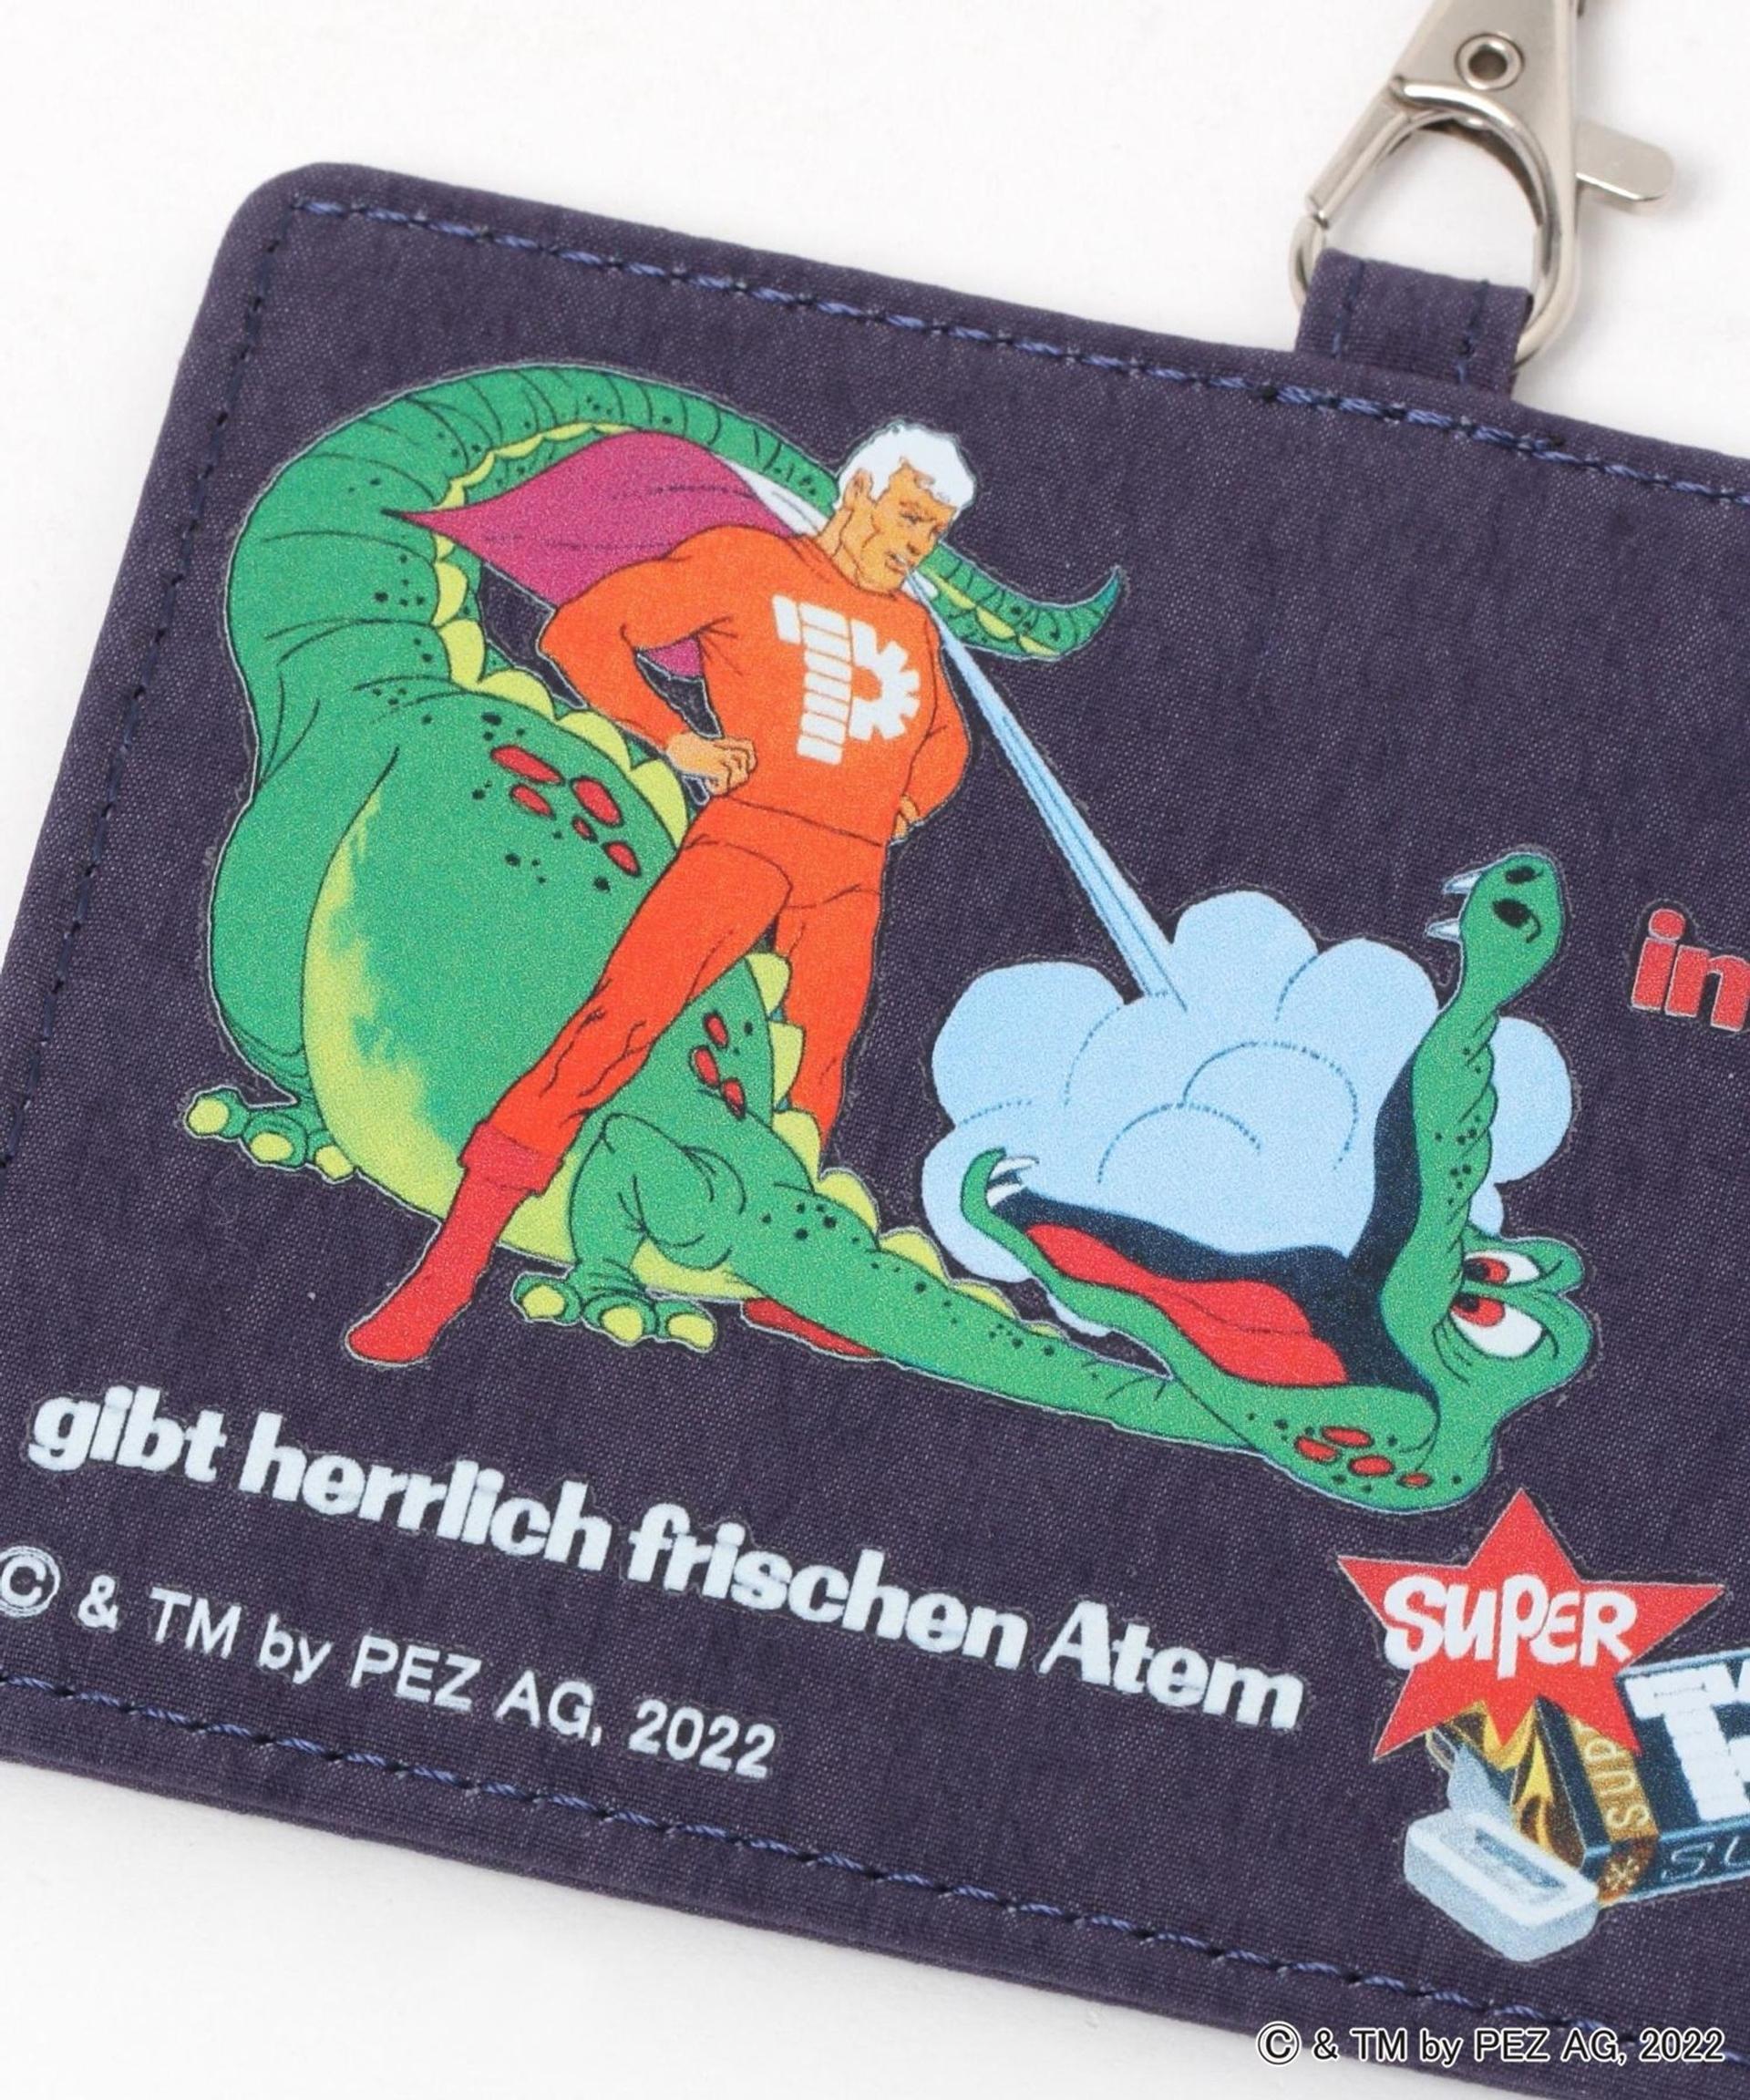 in
gibt herrlich frischen Atem
© & TM by PEZ AG, 2022
SUPER
© & TM by PEZ AG, 2022